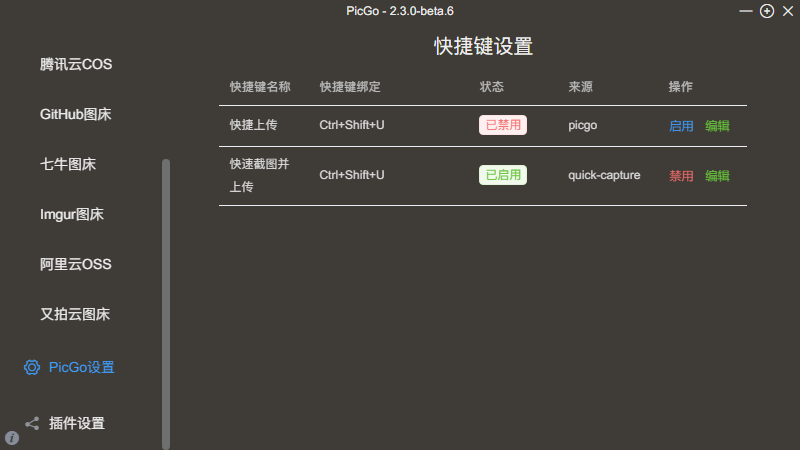 PicGo - 2.3.0-beta.6
腾讯云COS
GitHub图床
七牛图床
Imgur图床
阿里云OSS
又拍云图床
PicGo设置
插件设置
快捷键设置
快捷键名称 快捷键绑定 状态 来源 操作
快捷上传 Ctrl+Shift+U 已禁用 picgo 启用 编辑
快速截图并
上传 Ctrl+Shift+U 已启用 quick-capture 禁用 编辑